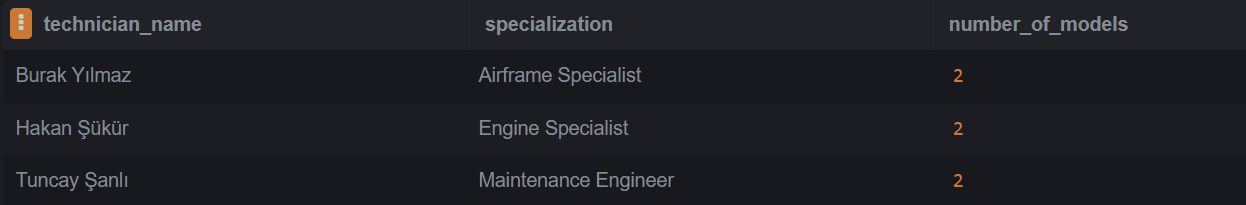 technician_name specialization number_of_models
Burak Yılmaz Airframe Specialist 2
Hakan Şükür Engine Specialist 2
Tuncay Şanlı Maintenance Engineer 2